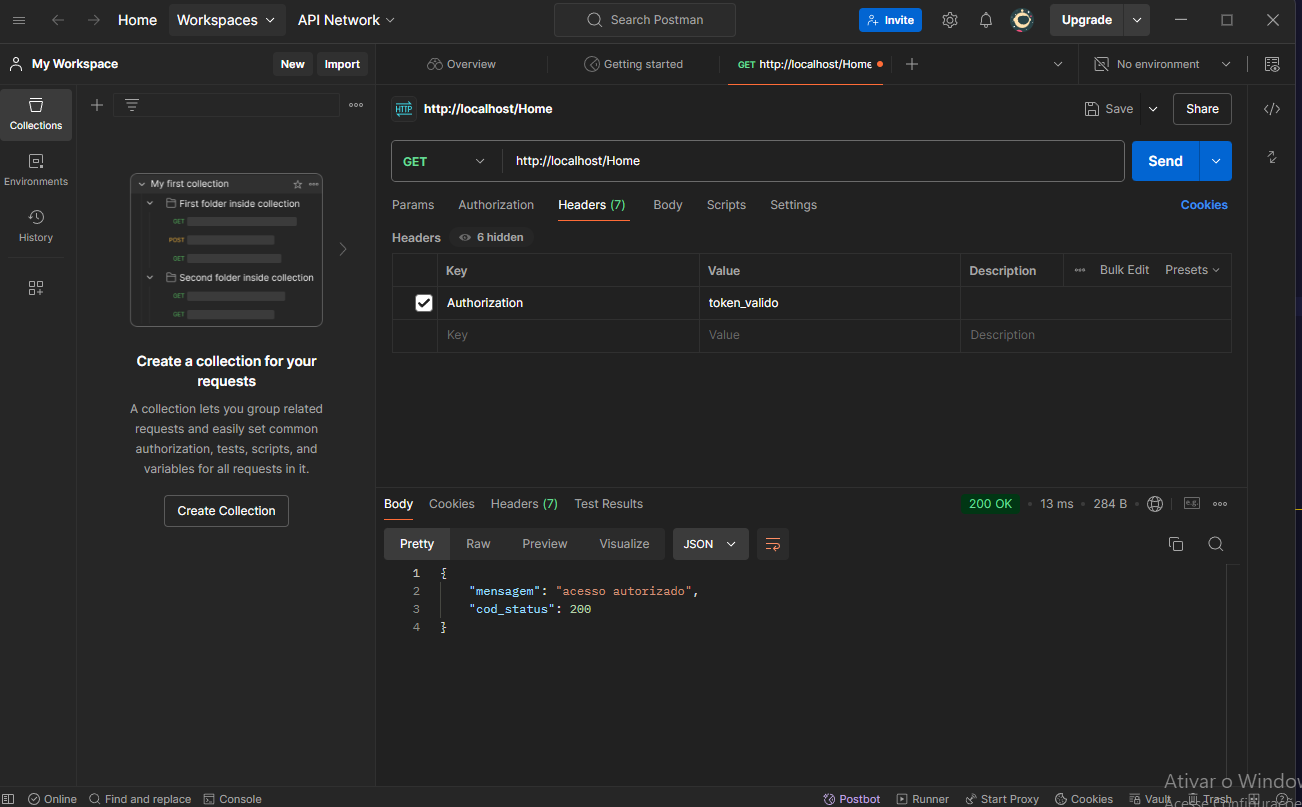 Home Workspaces API Network Search Postman Invite Upgrade
My Workspace New Import Overview Getting started GET http://localhost/Home No environment
Collections
Environments
History
My first collection
First folder inside collection
GET
POST
GET
Second folder inside collection
GET
GET
Create a collection for your
requests
A collection lets you group related
requests and easily set common
authorization, tests, scripts, and
variables for all requests in it.
Create Collection
HTTP http://localhost/Home Save Share
GET http://localhost/Home Send
Params Authorization Headers (7) Body Scripts Settings Cookies
Headers 6 hidden
Key Value Description Bulk Edit Presets
Authorization token_valido
Key Value Description
Body Cookies Headers (7) Test Results 200 OK 13 ms 284 B e.g.
Pretty Raw Preview Visualize JSON
1 {
2 "mensagem": "acesso autorizado",
3 "cod_status": 200
4 }
Ativar o Window
Acesse Configurações
Online Find and replace Console Postbot Runner Start Proxy Cookies Vault Trash